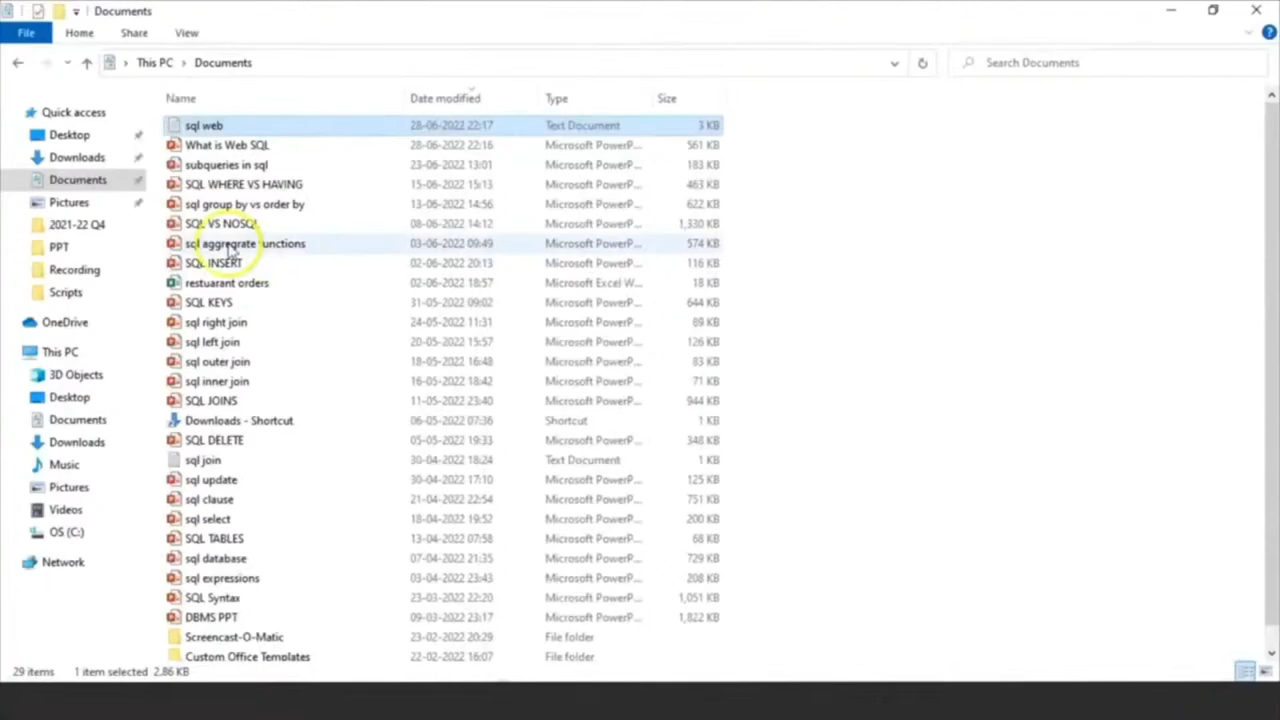 Documents
File Home Share View
This PC Documents
Search Documents
Name Date modified Type Size
Quick access
Desktop
Downloads
Documents
Pictures
2021-22 Q4
PPT
Recording
Scripts
OneDrive
This PC
3D Objects
Desktop
Documents
Downloads
Music
Pictures
Videos
OS (C:)
Network
sql web 28-06-2022 22:17 Text Document 3 KB
What is Web SQL 28-06-2022 22:16 Microsoft PowerP... 561 KB
subqueries in sql 23-06-2022 13:01 Microsoft PowerP... 183 KB
SQL WHERE VS HAVING 15-06-2022 15:13 Microsoft PowerP... 463 KB
sql group by vs order by 13-06-2022 14:56 Microsoft PowerP... 622 KB
SQL VS NOSQL 08-06-2022 14:12 Microsoft PowerP... 1,330 KB
sql aggregrate functions 03-06-2022 09:49 Microsoft PowerP... 574 KB
SQL INSERT 02-06-2022 20:13 Microsoft PowerP... 116 KB
restuarant orders 02-06-2022 18:57 Microsoft Excel W... 18 KB
SQL KEYS 31-05-2022 09:02 Microsoft PowerP... 644 KB
sql right join 24-05-2022 11:31 Microsoft PowerP... 89 KB
sql left join 20-05-2022 15:57 Microsoft PowerP... 126 KB
sql outer join 18-05-2022 16:48 Microsoft PowerP... 83 KB
sql inner join 16-05-2022 18:42 Microsoft PowerP... 71 KB
SQL JOINS 11-05-2022 23:40 Microsoft PowerP... 944 KB
Downloads - Shortcut 06-05-2022 07:36 Shortcut 1 KB
SQL DELETE 05-05-2022 19:33 Microsoft PowerP... 348 KB
sql join 30-04-2022 18:24 Text Document 1 KB
sql update 30-04-2022 17:10 Microsoft PowerP... 125 KB
sql clause 21-04-2022 22:54 Microsoft PowerP... 751 KB
sql select 18-04-2022 19:52 Microsoft PowerP... 200 KB
SQL TABLES 13-04-2022 07:58 Microsoft PowerP... 68 KB
sql database 07-04-2022 21:35 Microsoft PowerP... 729 KB
sql expressions 03-04-2022 23:43 Microsoft PowerP... 208 KB
SQL Syntax 23-03-2022 22:20 Microsoft PowerP... 1,051 KB
DBMS PPT 09-03-2022 23:17 Microsoft PowerP... 1,822 KB
Screencast-O-Matic 23-02-2022 20:29 File folder
Custom Office Templates 22-02-2022 16:07 File folder
29 items 1 item selected 2.86 KB